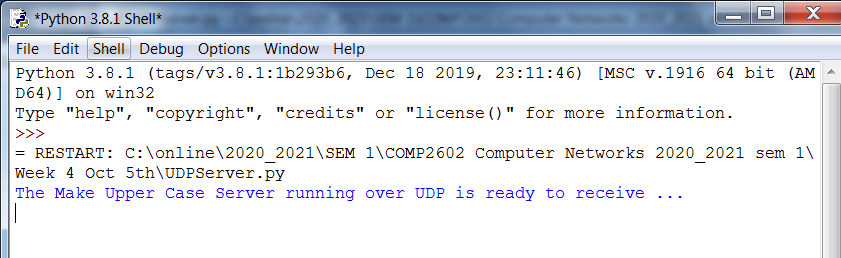 *Python 3.8.1 Shell*
File Edit Shell Debug Options Window Help
Python 3.8.1 (tags/v3.8.1:1b293b6, Dec 18 2019, 23:11:46) [MSC v.1916 64 bit (AM
D64)] on win32
Type "help", "copyright", "credits" or "license()" for more information.
>>>
= RESTART: C:\online\2020_2021\SEM 1\COMP2602 Computer Networks 2020_2021 sem 1\
Week 4 Oct 5th\UDPServer.py
The Make Upper Case Server running over UDP is ready to receive ...